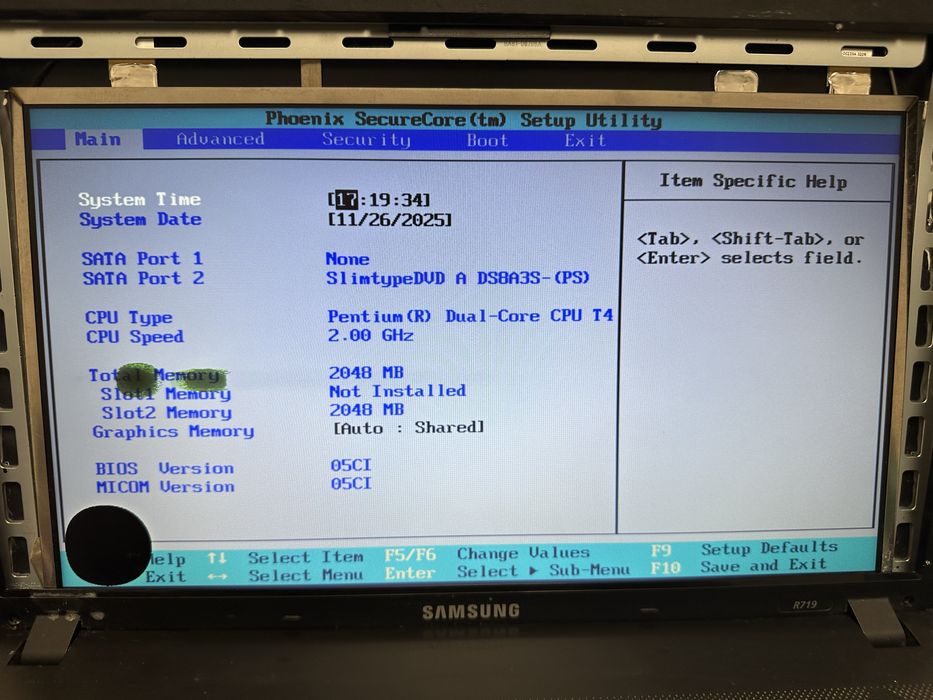 Phoenix SecureCore(tm) Setup Utility
Main Advanced Security Boot Exit
Item Specific Help
System Time [17:19:34]
System Date [11/26/2025]
<Tab>, <Shift-Tab>, or
<Enter> selects field.
SATA Port 1 None
SATA Port 2 SlimtypeDVD A DS8A3S-(PS)
CPU Type Pentium(R) Dual-Core CPU T4
CPU Speed 2.00 GHz
Total Memory 2048 MB
Slot1 Memory Not Installed
Slot2 Memory 2048 MB
Graphics Memory [Auto : Shared]
BIOS Version 05CI
MICOM Version 05CI
Help ↑↓ Select Item F5/F6 Change Values F9 Setup Defaults
Exit ↔ Select Menu Enter Select ▶ Sub-Menu F10 Save and Exit
SAMSUNG
R719